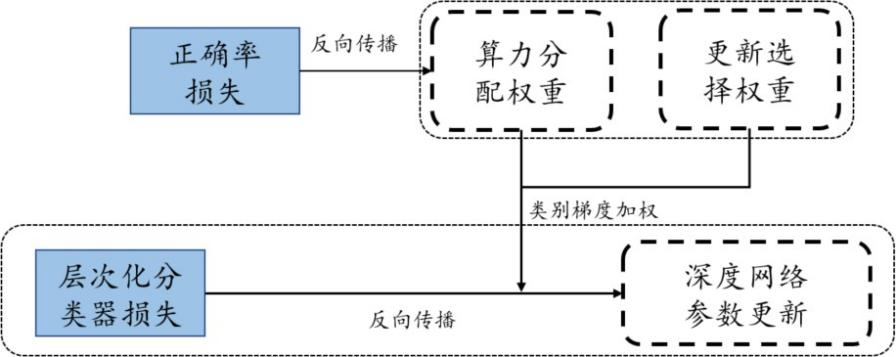 正确率
损失
反向传播
算力分
配权重
更新选
择权重
类别梯度加权
层次化分
类器损失
反向传播
深度网络
参数更新